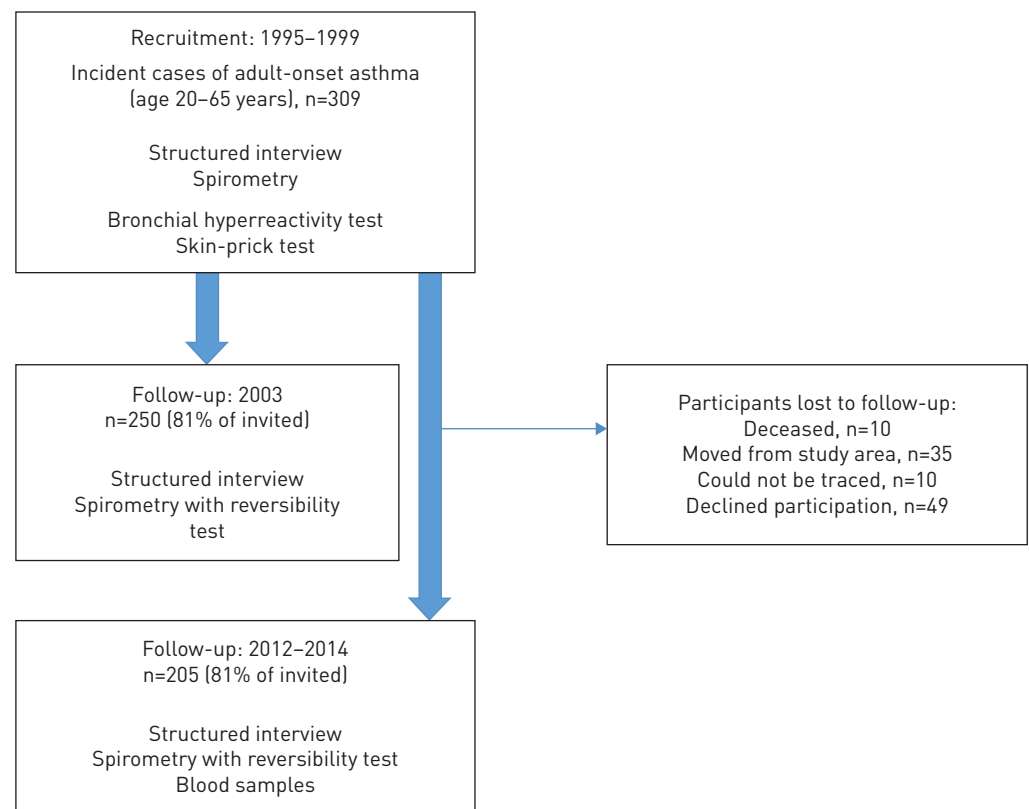 Recruitment: 1995–1999
Incident cases of adult-onset asthma
(age 20–65 years), n=309
Structured interview
Spirometry
Bronchial hyperreactivity test
Skin-prick test
Follow-up: 2003
n=250 (81% of invited)
Structured interview
Spirometry with reversibility
test
Participants lost to follow-up:
Deceased, n=10
Moved from study area, n=35
Could not be traced, n=10
Declined participation, n=49
Follow-up: 2012–2014
n=205 (81% of invited)
Structured interview
Spirometry with reversibility test
Blood samples